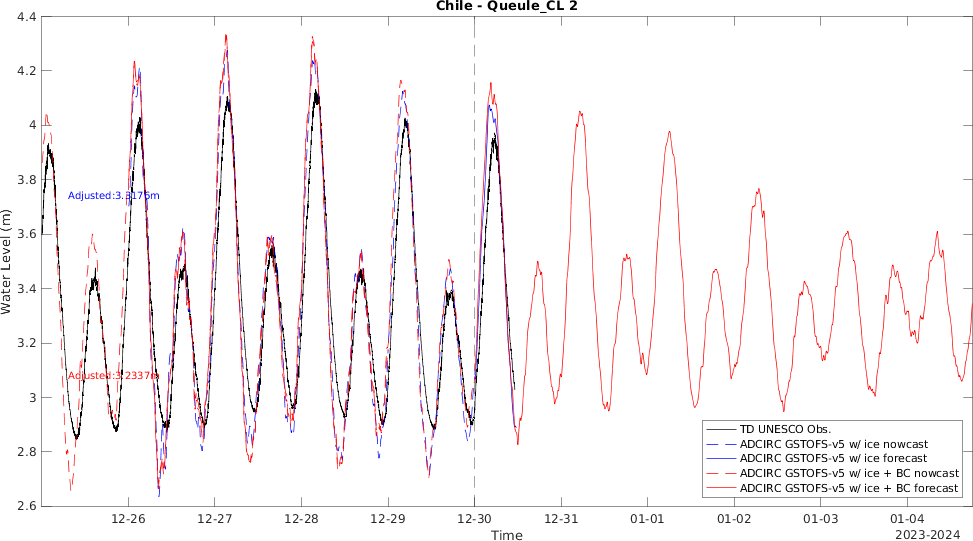 Chile - Queule_CL 2
Water Level (m)
4.4
4.2
4
3.8
3.6
3.4
3.2
3
2.8
2.6
Adjusted:3.3176m
Adjusted:3.2337m
TD UNESCO Obs.
ADCIRC GSTOFS-v5 w/ ice nowcast
ADCIRC GSTOFS-v5 w/ ice forecast
ADCIRC GSTOFS-v5 w/ ice + BC nowcast
ADCIRC GSTOFS-v5 w/ ice + BC forecast
12-26 12-27 12-28 12-29 12-30 12-31 01-01 01-02 01-03 01-04
Time
2023-2024